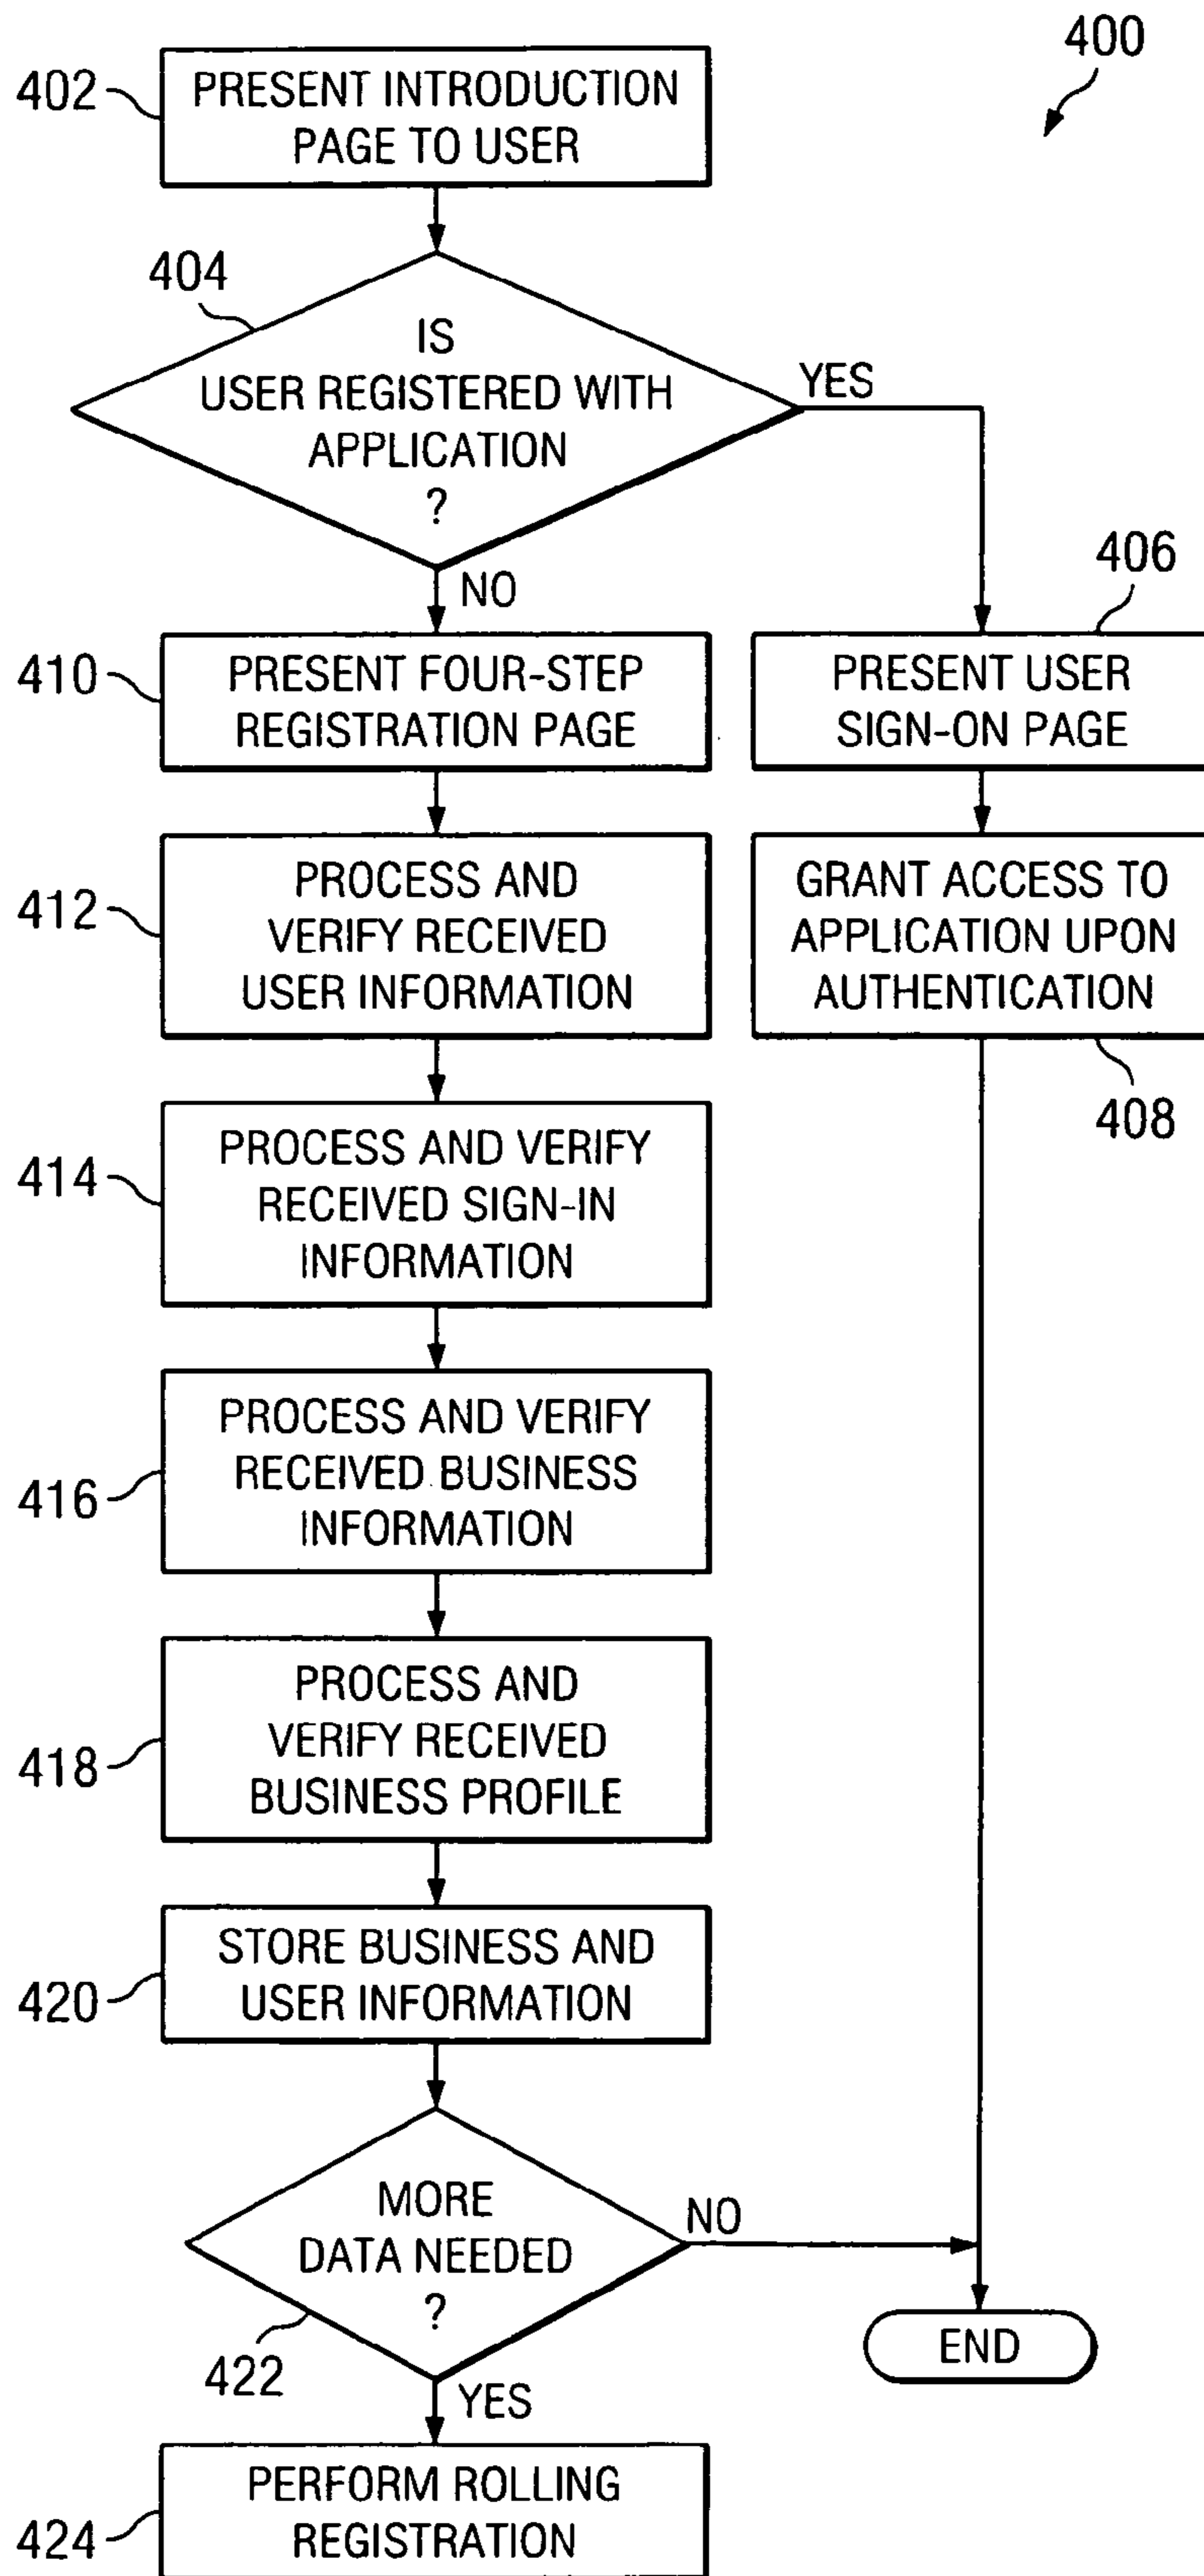 400
402
PRESENT INTRODUCTION
PAGE TO USER
404
IS
USER REGISTERED WITH
APPLICATION
?
YES
NO
406
410
PRESENT FOUR-STEP
REGISTRATION PAGE
PRESENT USER
SIGN-ON PAGE
412
PROCESS AND
VERIFY RECEIVED
USER INFORMATION
GRANT ACCESS TO
APPLICATION UPON
AUTHENTICATION
408
414
PROCESS AND VERIFY
RECEIVED SIGN-IN
INFORMATION
416
PROCESS AND VERIFY
RECEIVED BUSINESS
INFORMATION
418
PROCESS AND
VERIFY RECEIVED
BUSINESS PROFILE
420
STORE BUSINESS AND
USER INFORMATION
MORE
DATA NEEDED
?
NO
422
YES
END
424
PERFORM ROLLING
REGISTRATION